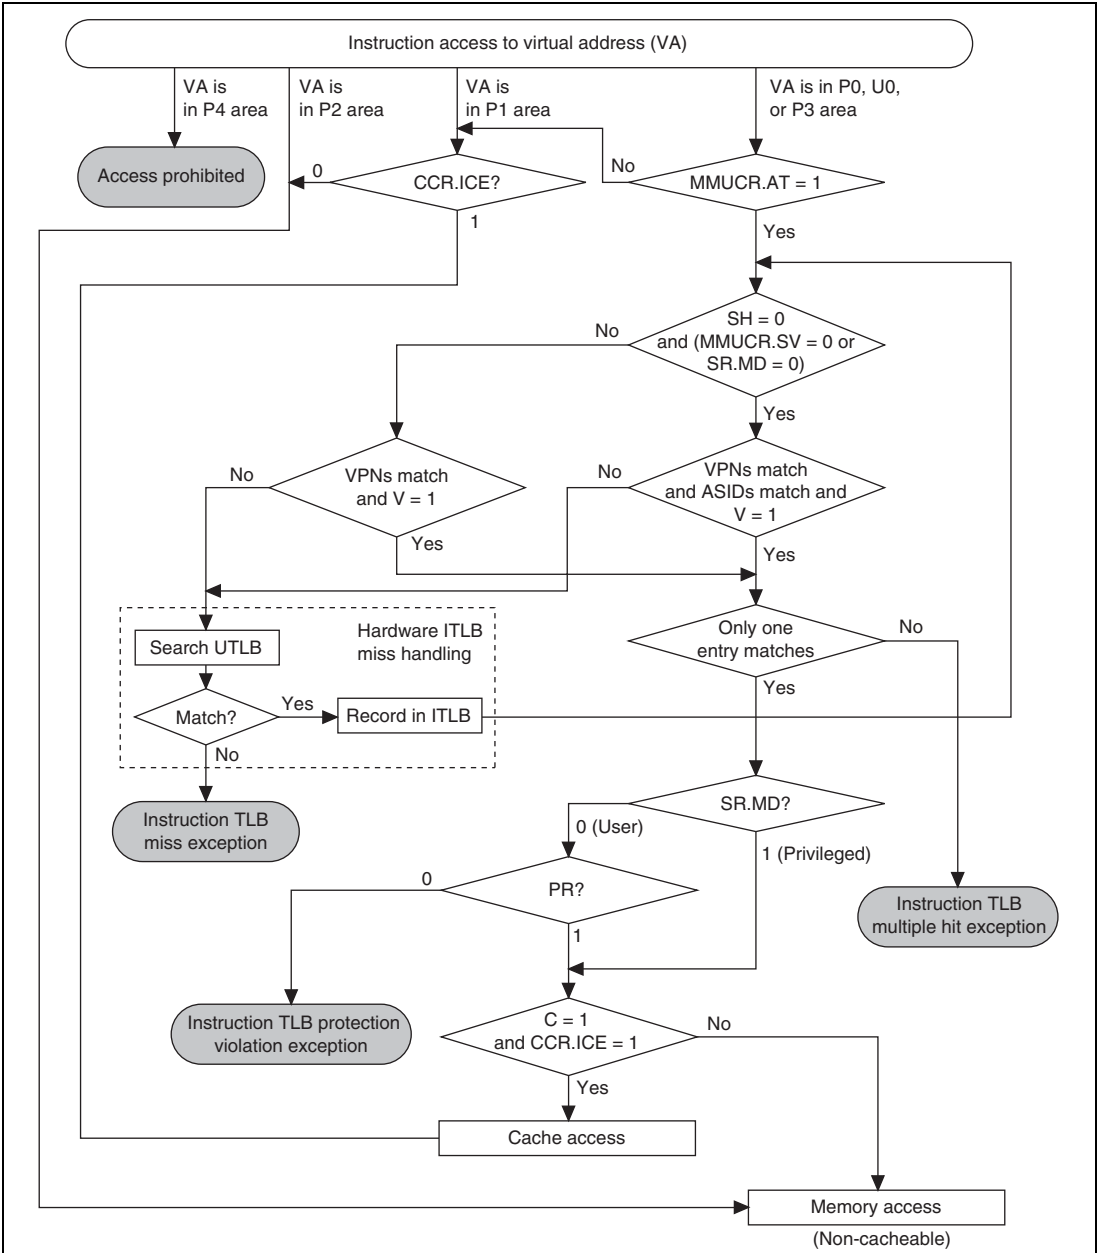 Instruction access to virtual address (VA)
VA is
in P4 area
VA is
in P2 area
VA is
in P1 area
VA is in P0, U0,
or P3 area
Access prohibited
0
CCR.ICE?
No
MMUCR.AT = 1
1
Yes
SH = 0
and (MMUCR.SV = 0 or
SR.MD = 0)
No
Yes
No
VPNs match
and V = 1
No
VPNs match
and ASIDs match and
V = 1
Yes
Yes
Hardware ITLB
miss handling
Search UTLB
Only one
entry matches
No
Yes
Match?
Yes
Record in ITLB
No
Instruction TLB
miss exception
SR.MD?
0 (User)
1 (Privileged)
0
PR?
1
Instruction TLB
multiple hit exception
Instruction TLB protection
violation exception
C = 1
and CCR.ICE = 1
No
Yes
Cache access
Memory access
(Non-cacheable)